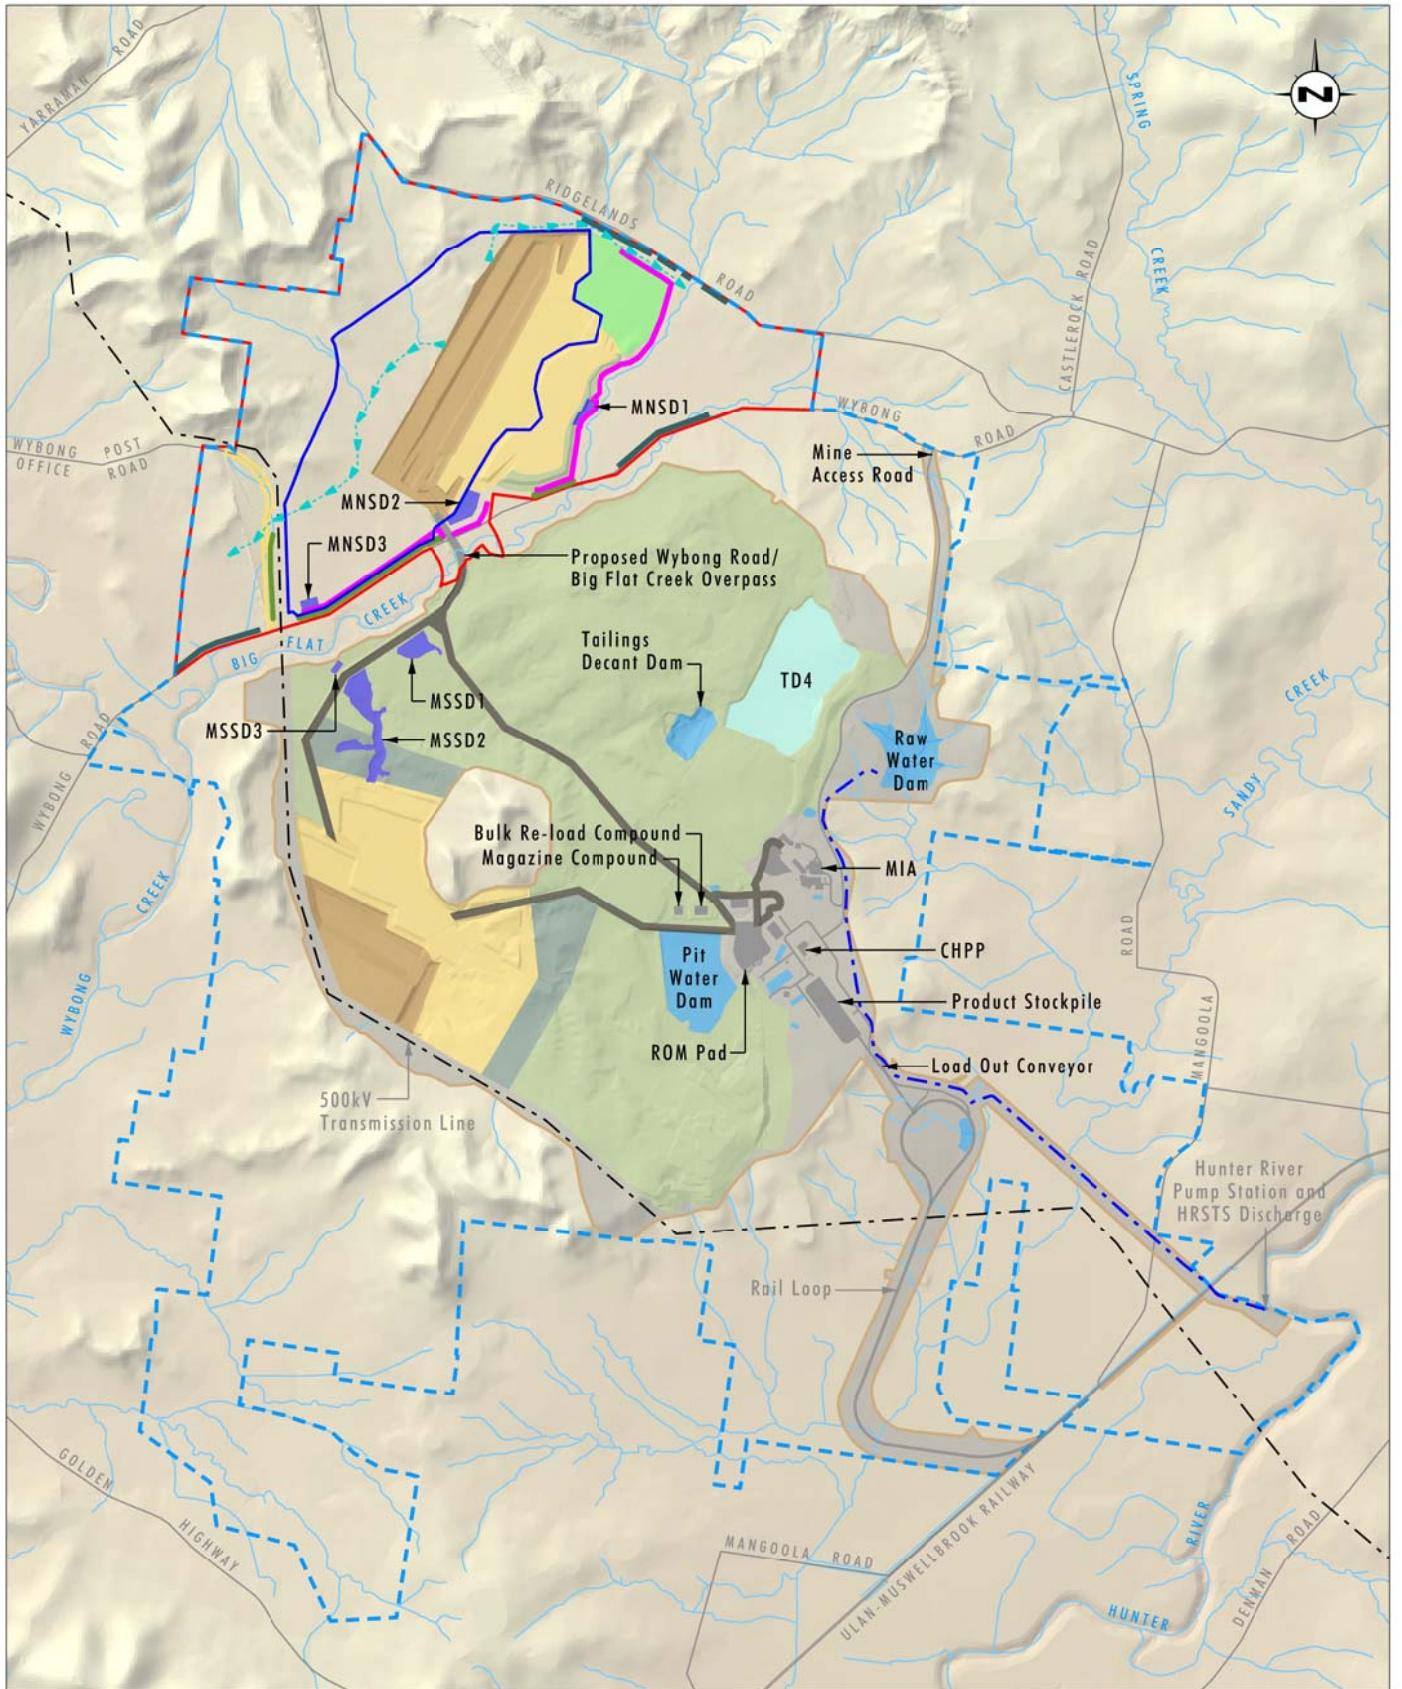 YARRAMAN ROAD
SPRING
CREEK
N
RIDGELANDS
ROAD
CASTLEROCK ROAD
WYBONG
ROAD
MNSD1
Mine
Access Road
WYBONG POST
OFFICE ROAD
MNSD2
MNSD3
Proposed Wybong Road/
Big Flat Creek Overpass
BIG FLAT CREEK
Tailings
Decant Dam
TD4
MSSD1
MSSD3
MSSD2
WYBONG ROAD
Raw
Water
Dam
CREEK
SANDY
Bulk Re-load Compound
Magazine Compound
MIA
WYBONG
CREEK
ROAD
MANGOOLA
CHPP
Pit
Water
Dam
Product Stockpile
ROM Pad
Load Out Conveyor
500kV
Transmission Line
Hunter River
Pump Station and
HRSTS Discharge
Rail Loop
GOLDEN
HIGHWAY
MANGOOLA ROAD
ULAN-MUSWELLBROOK RAILWAY
RIVER
HUNTER
DENMAN ROAD